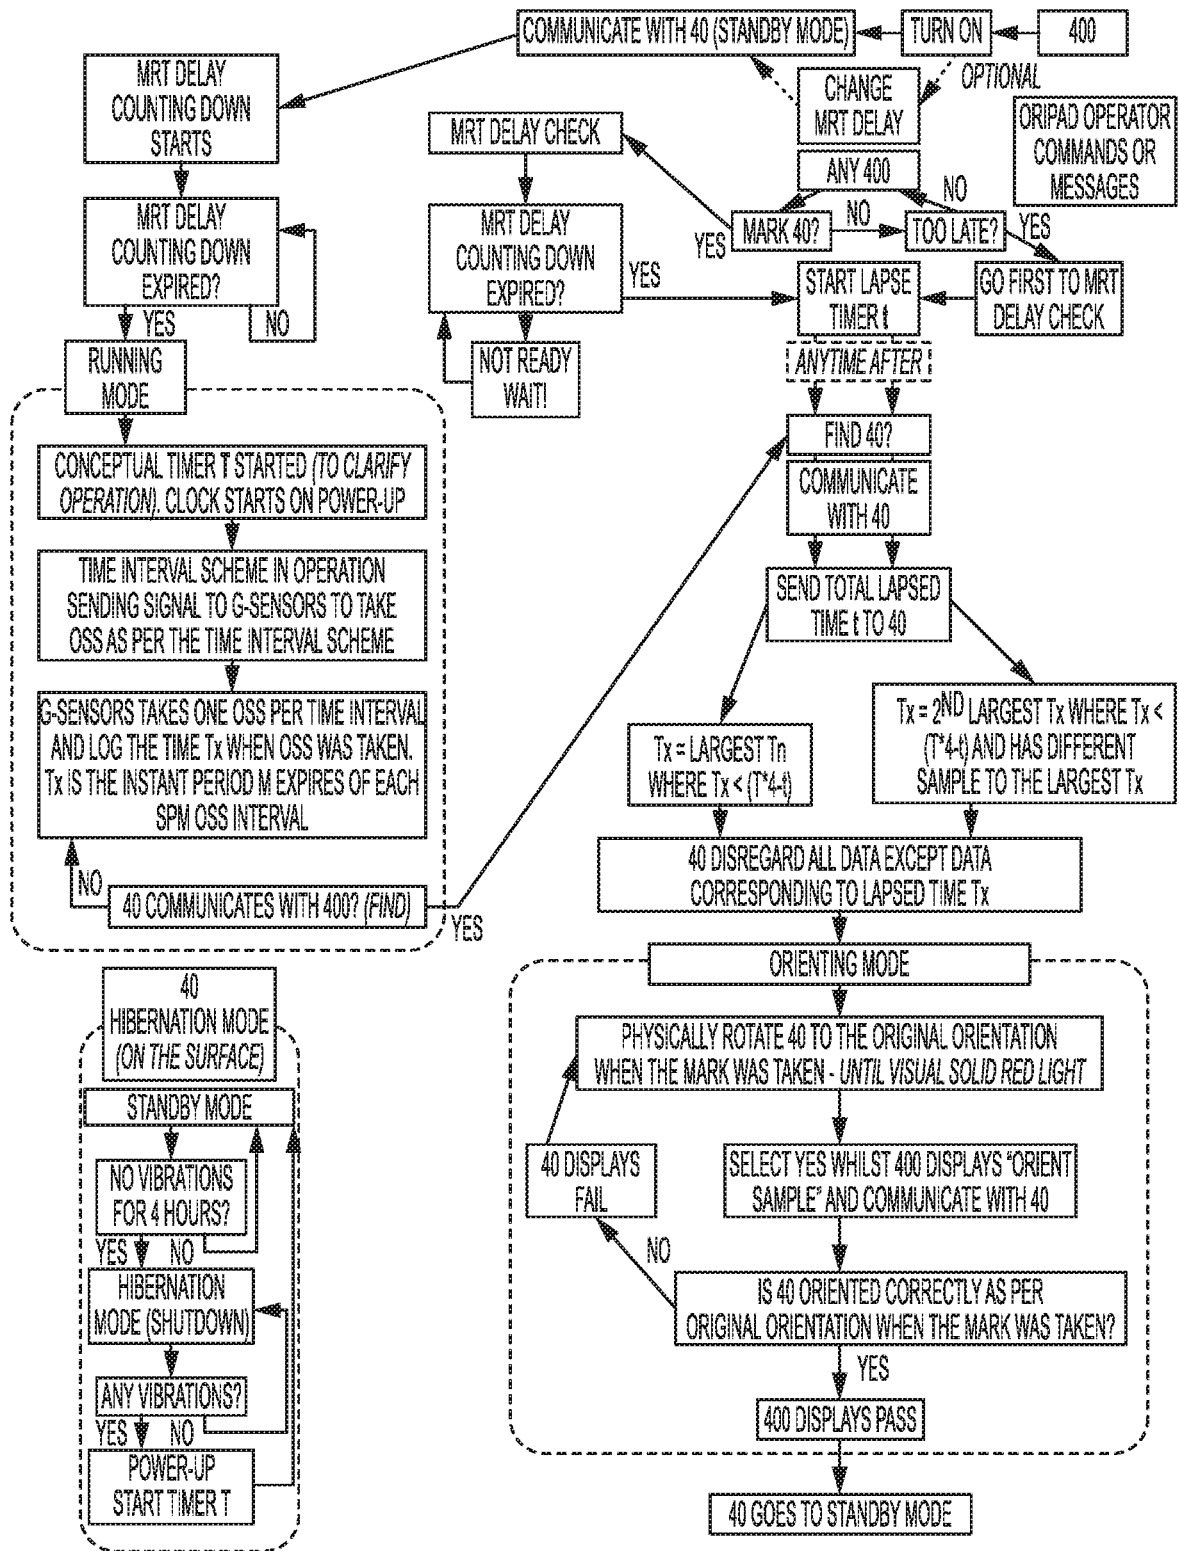 COMMUNICATE WITH 40 (STANDBY MODE)
TURN ON
400
OPTIONAL
CHANGE
MRT DELAY
ORIPAD OPERATOR
COMMANDS OR
MESSAGES
MRT DELAY
COUNTING DOWN
STARTS
MRT DELAY CHECK
ANY 400
NO
MARK 40?
NO
TOO LATE?
YES
YES
MRT DELAY
COUNTING DOWN
EXPIRED?
YES
NO
MRT DELAY
COUNTING DOWN
EXPIRED?
YES
START LAPSE
TIMER t
GO FIRST TO MRT
DELAY CHECK
NOT READY
WAIT!
ANYTIME AFTER
RUNNING
MODE
FIND 40?
COMMUNICATE
WITH 40
CONCEPTUAL TIMER T STARTED (TO CLARIFY
OPERATION). CLOCK STARTS ON POWER-UP
TIME INTERVAL SCHEME IN OPERATION
SENDING SIGNAL TO G-SENSORS TO TAKE
OSS AS PER THE TIME INTERVAL SCHEME
SEND TOTAL LAPSED
TIME t TO 40
G-SENSORS TAKES ONE OSS PER TIME INTERVAL
AND LOG THE TIME Tx WHEN OSS WAS TAKEN.
Tx IS THE INSTANT PERIOD M EXPIRES OF EACH
SPM OSS INTERVAL
Tx = LARGEST Tn
WHERE Tx < (T*4-t)
Tx = 2ND LARGEST Tx WHERE Tx <
(T*4-t) AND HAS DIFFERENT
SAMPLE TO THE LARGEST Tx
NO
40 COMMUNICATES WITH 400? (FIND)
YES
40 DISREGARD ALL DATA EXCEPT DATA
CORRESPONDING TO LAPSED TIME Tx
ORIENTING MODE
PHYSICALLY ROTATE 40 TO THE ORIGINAL ORIENTATION
WHEN THE MARK WAS TAKEN - UNTIL VISUAL SOLID RED LIGHT
40 DISPLAYS
FAIL
SELECT YES WHILST 400 DISPLAYS "ORIENT
SAMPLE" AND COMMUNICATE WITH 40
NO
IS 40 ORIENTED CORRECTLY AS PER
ORIGINAL ORIENTATION WHEN THE MARK WAS TAKEN?
YES
400 DISPLAYS PASS
40 GOES TO STANDBY MODE
40
HIBERNATION MODE
(ON THE SURFACE)
STANDBY MODE
NO VIBRATIONS
FOR 4 HOURS?
YES
NO
HIBERNATION
MODE (SHUTDOWN)
ANY VIBRATIONS?
YES
NO
POWER-UP
START TIMER T